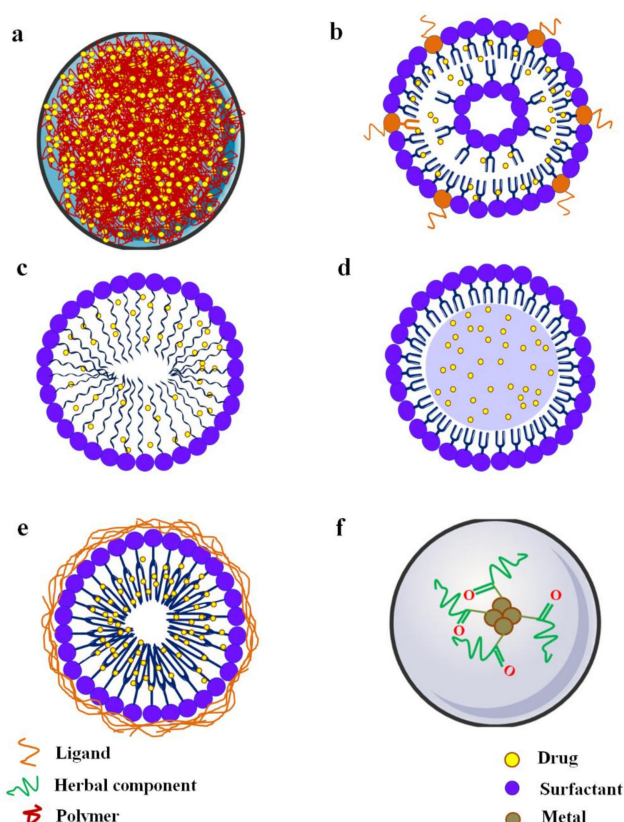 a
b
c
d
e
f
O
O
O
O
Ligand
Herbal component
Polymer
Drug
Surfactant
Metal